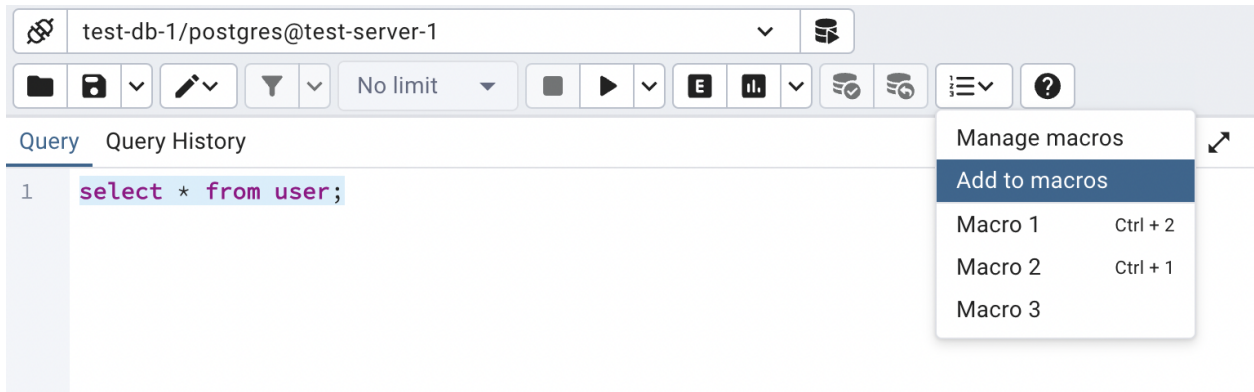 test-db-1/postgres@test-server-1
No limit
E
Query Query History
1 select * from user;
Manage macros
Add to macros
Macro 1 Ctrl + 2
Macro 2 Ctrl + 1
Macro 3